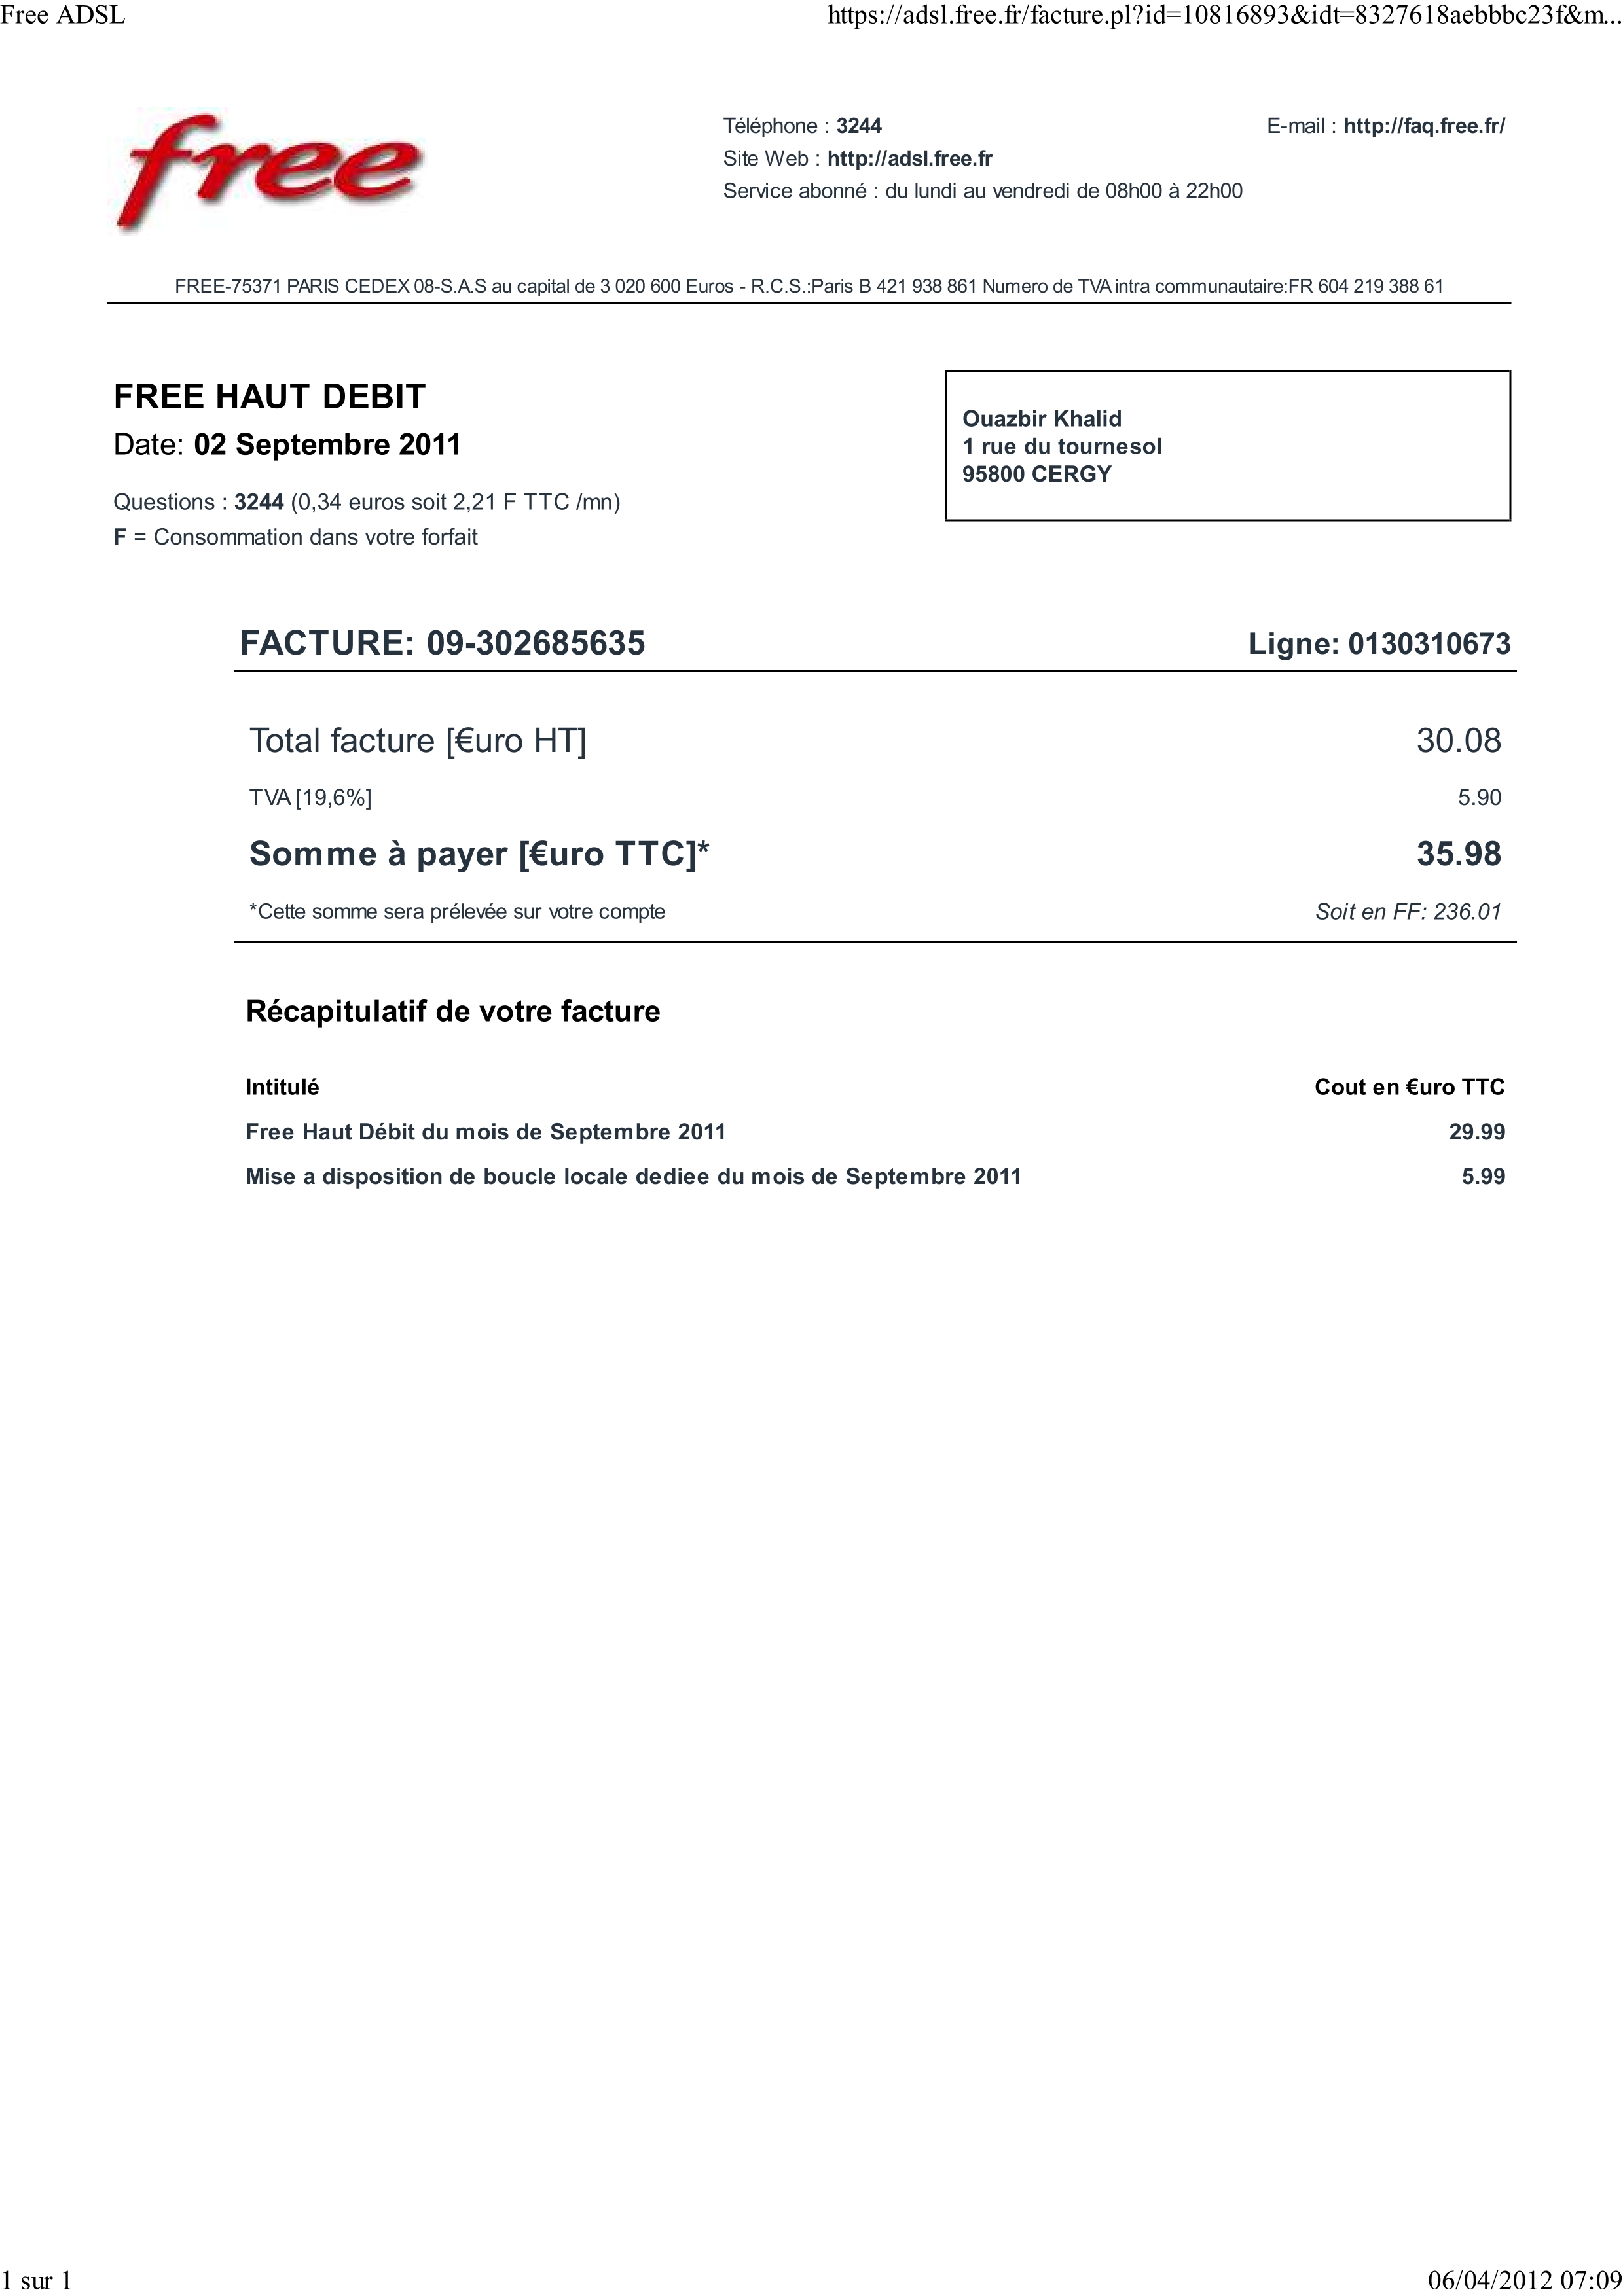 Free ADSL https://adsl.free.fr/facture.pl?id=10816893&idt=8327618aebbbc23f&m...
free
Téléphone : 3244 E-mail : http://faq.free.fr/
Site Web : http://adsl.free.fr
Service abonné : du lundi au vendredi de 08h00 à 22h00
FREE-75371 PARIS CEDEX 08-S.A.S au capital de 3 020 600 Euros - R.C.S.:Paris B 421 938 861 Numero de TVA intra communautaire:FR 604 219 388 61
FREE HAUT DEBIT
Date: 02 Septembre 2011
Questions : 3244 (0,34 euros soit 2,21 F TTC /mn)
F = Consommation dans votre forfait
Ouazbir Khalid
1 rue du tournesol
95800 CERGY
FACTURE: 09-302685635 Ligne: 0130310673
Total facture [€uro HT] 30.08
TVA [19,6%] 5.90
Somme à payer [€uro TTC]* 35.98
*Cette somme sera prélevée sur votre compte Soit en FF: 236.01
Récapitulatif de votre facture
Intitulé Cout en €uro TTC
Free Haut Débit du mois de Septembre 2011 29.99
Mise a disposition de boucle locale dediee du mois de Septembre 2011 5.99
1 sur 1 06/04/2012 07:09